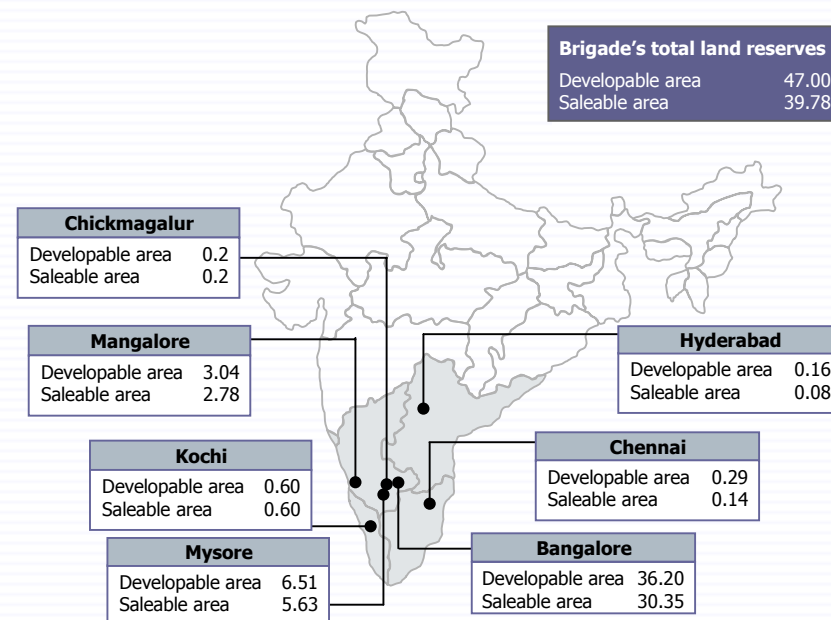 Brigade's total land reserves
Developable area 47.00
Saleable area 39.78
Chickmagalur
Developable area 0.2
Saleable area 0.2
Mangalore
Developable area 3.04
Saleable area 2.78
Hyderabad
Developable area 0.16
Saleable area 0.08
Kochi
Developable area 0.60
Saleable area 0.60
Chennai
Developable area 0.29
Saleable area 0.14
Mysore
Developable area 6.51
Saleable area 5.63
Bangalore
Developable area 36.20
Saleable area 30.35